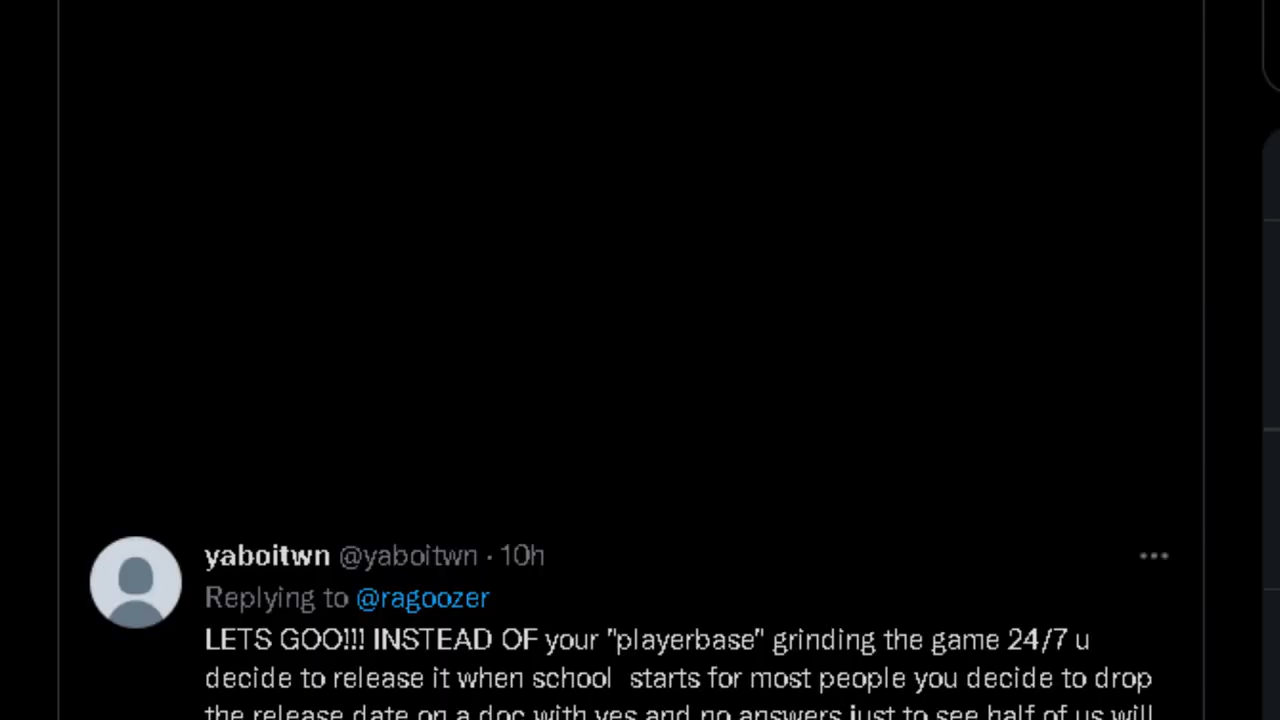 yaboitwn @yaboitwn · 10h
Replying to @ragoozer
LETS GOO!!! INSTEAD OF your "playerbase" grinding the game 24/7 u
decide to release it when school  starts for most people you decide to drop
the release date on a doc with yes and no answers just to see half of us will